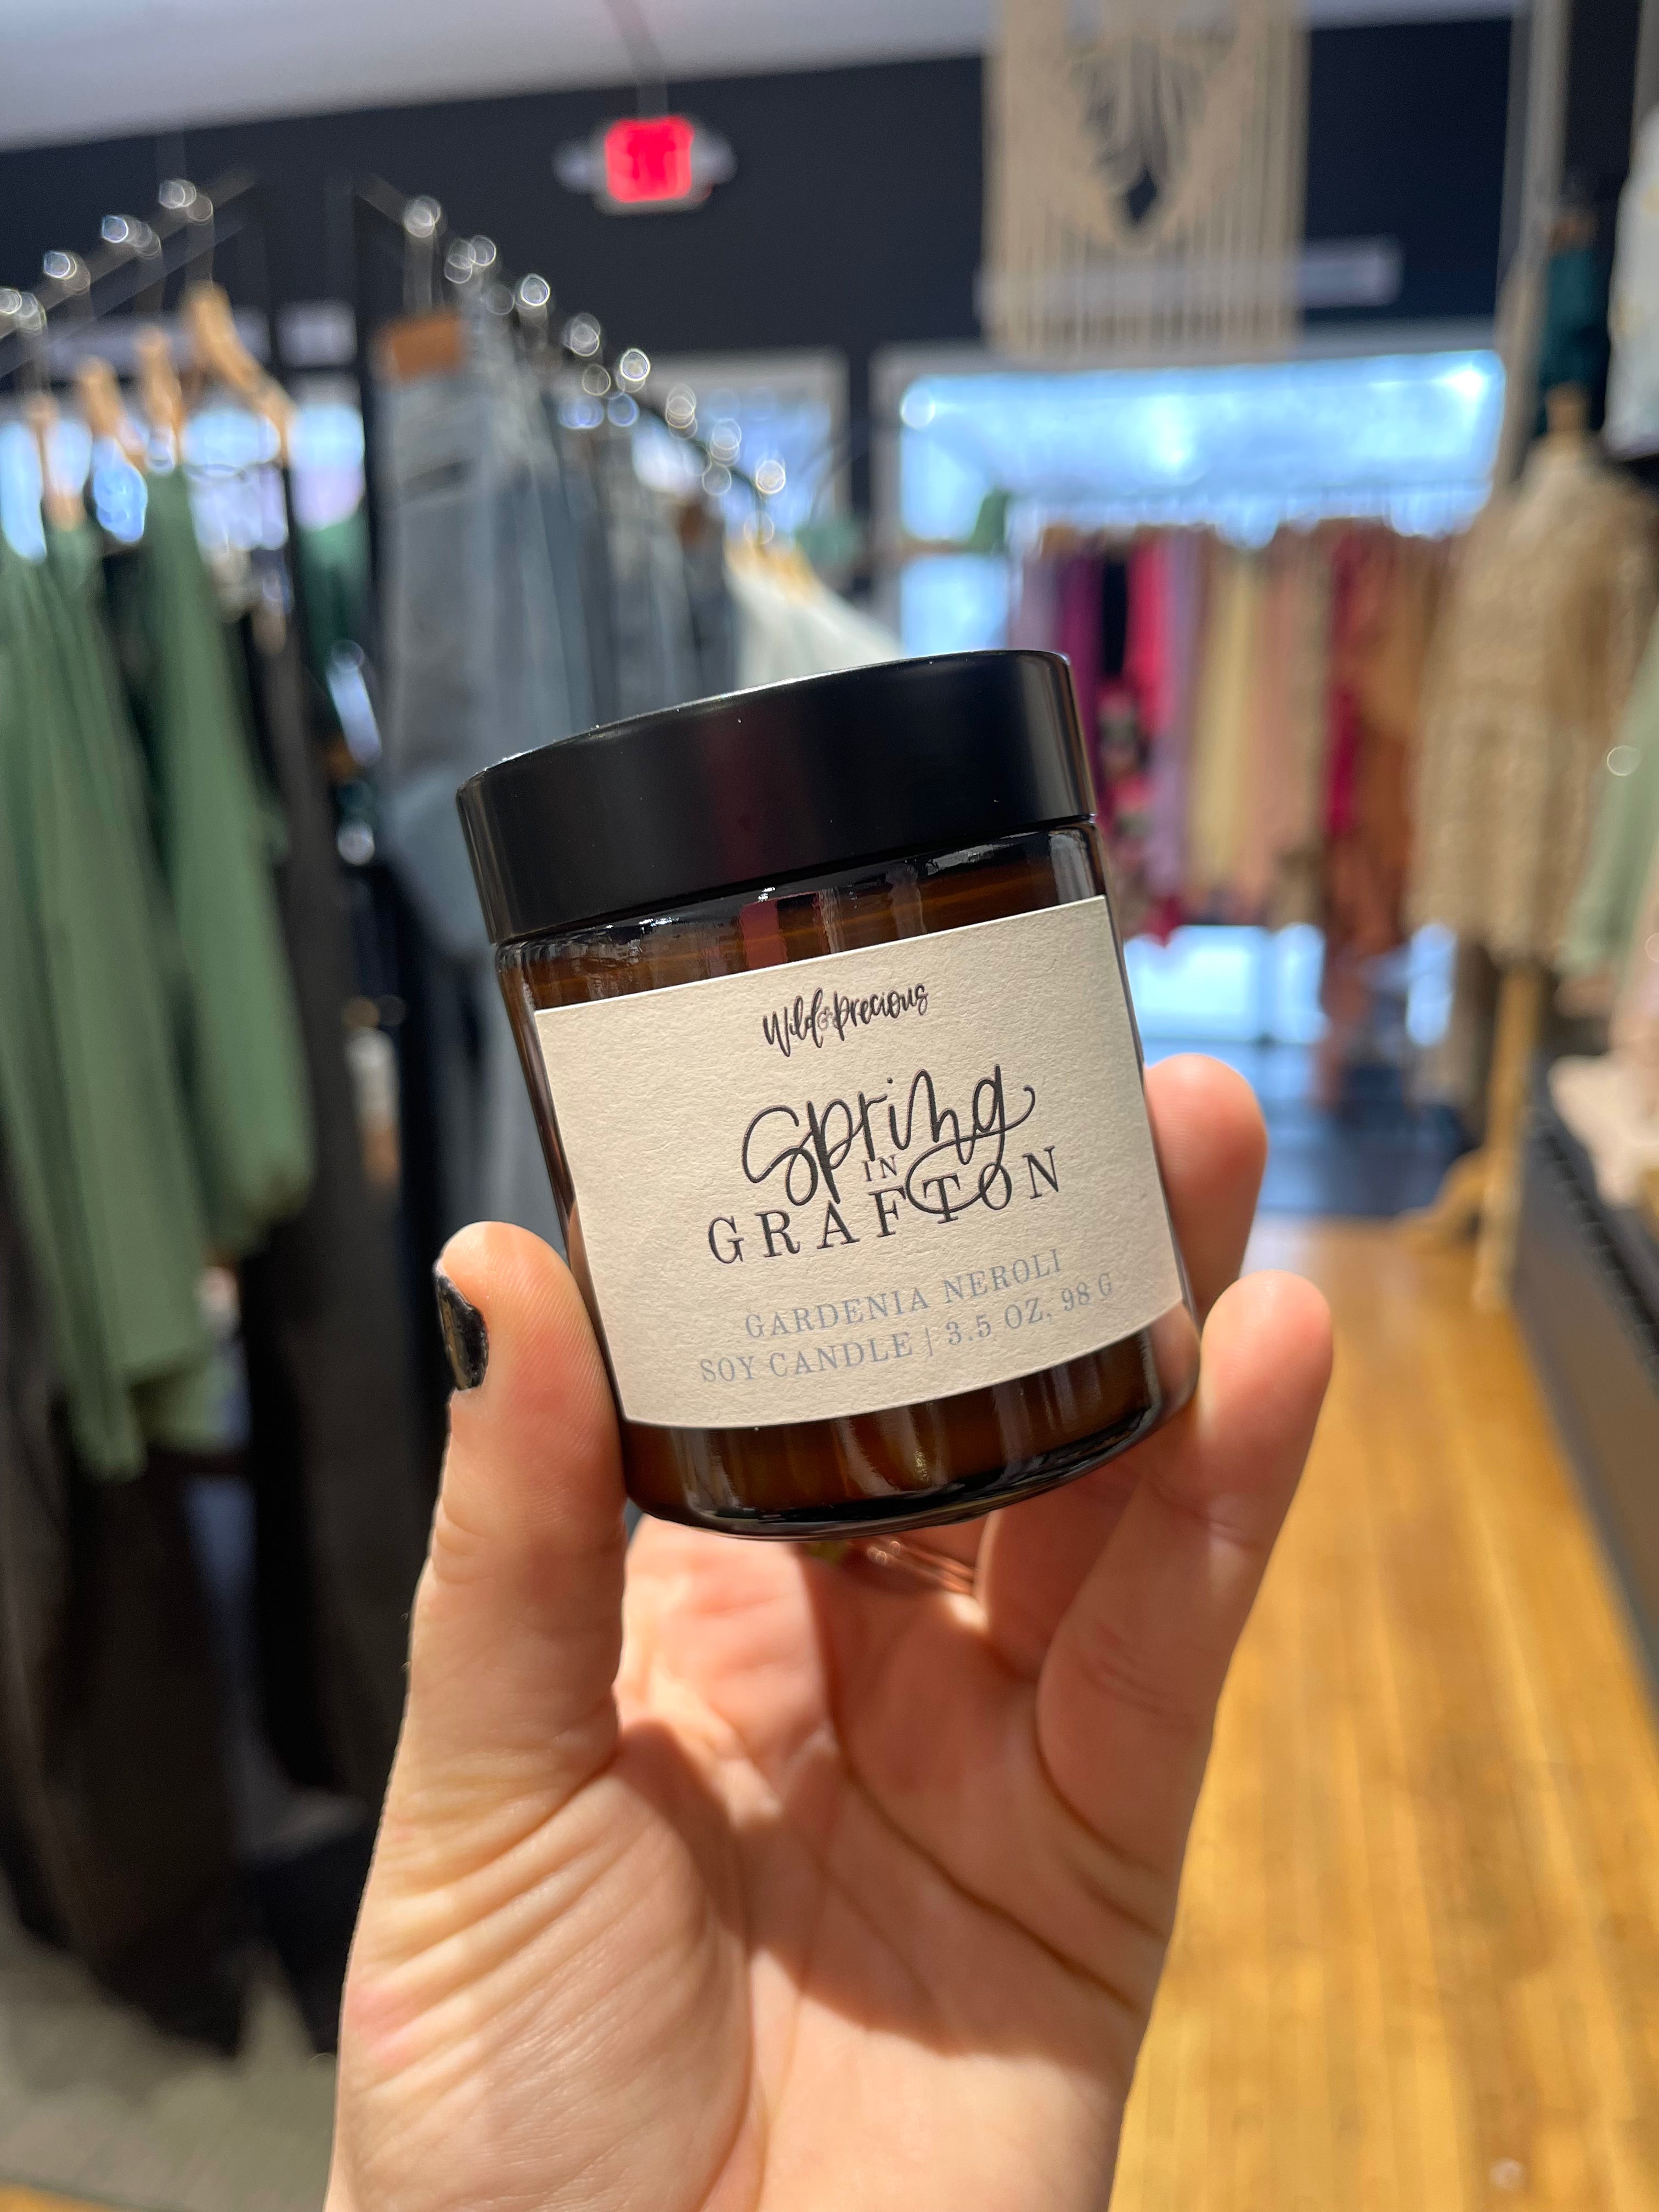 Wild & Precious
spring
IN
GRAFTON
GARDENIA NEROLI
SOY CANDLE | 3.5 OZ, 98 G